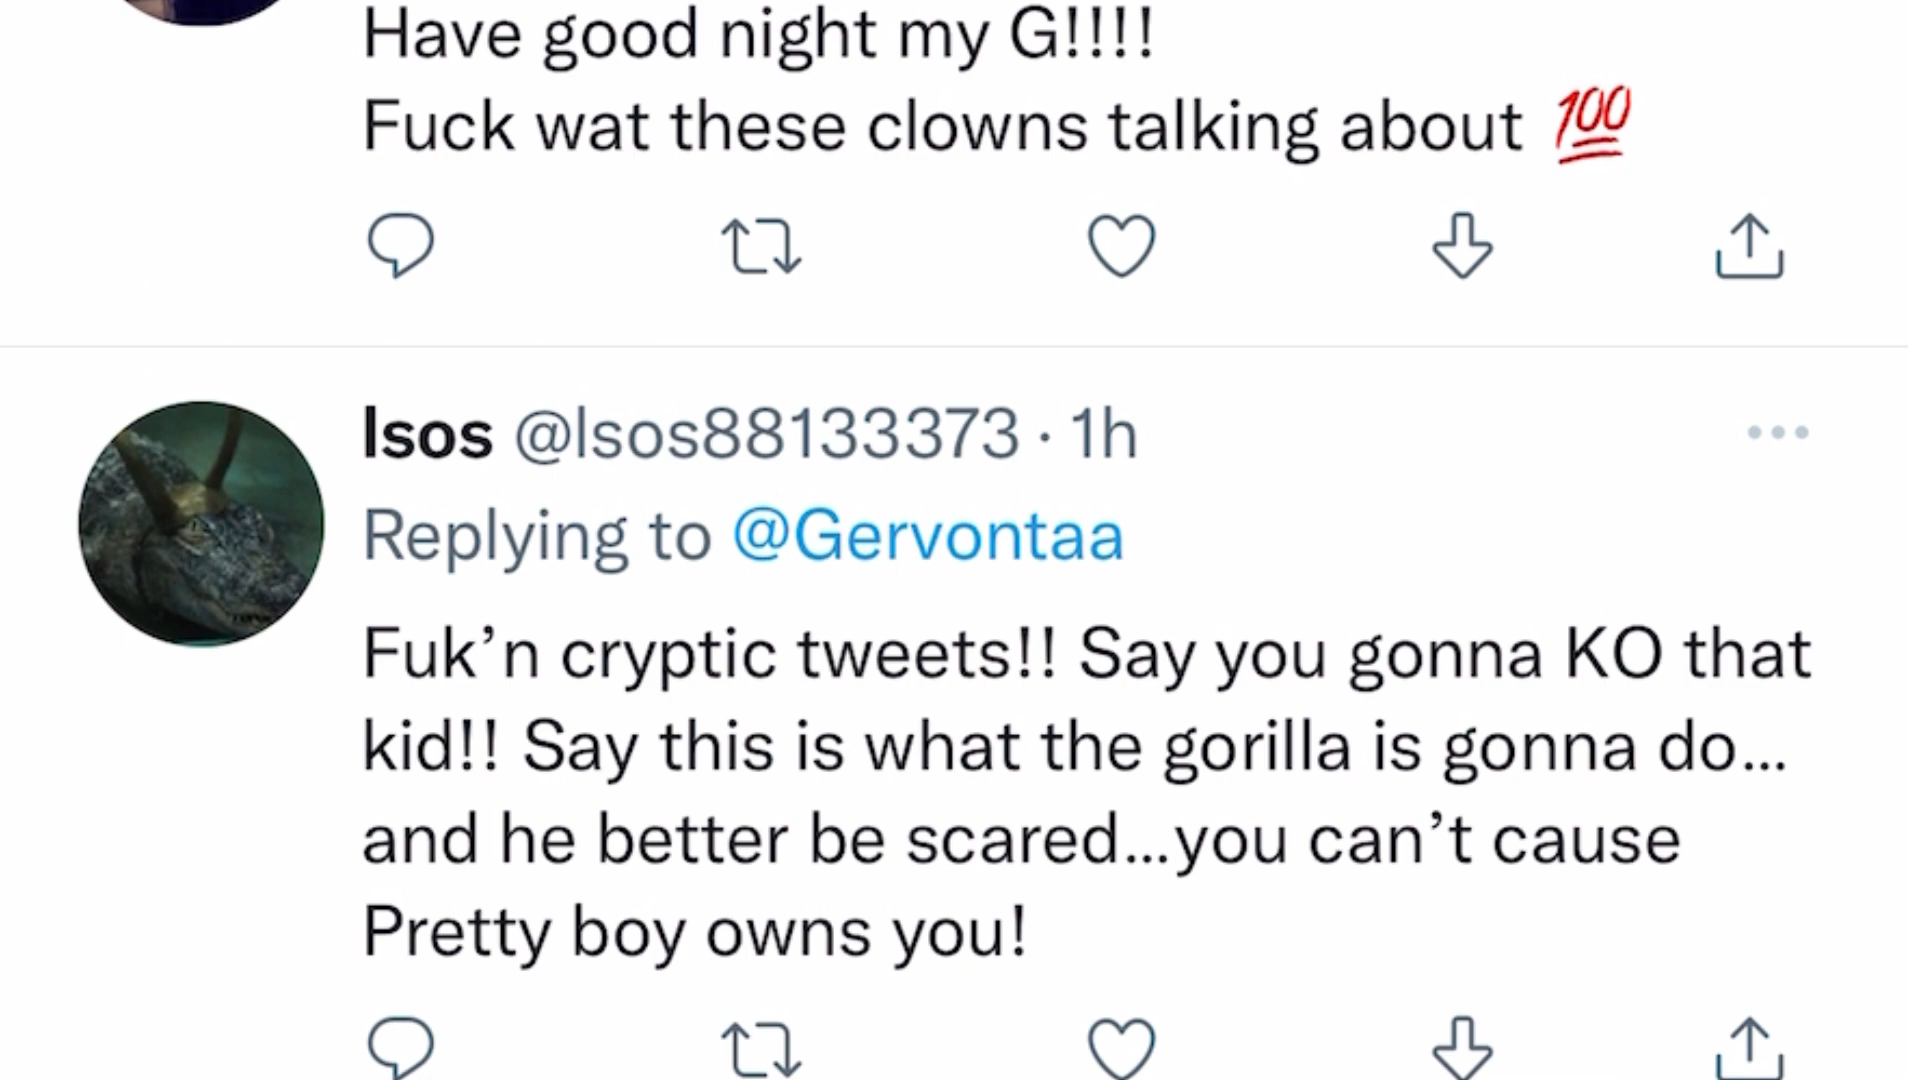 Have good night my G!!!!
Fuck wat these clowns talking about 💯
Isos @Isos88133373 · 1h
Replying to @Gervontaa
Fuk’n cryptic tweets!! Say you gonna KO that
kid!! Say this is what the gorilla is gonna do...
and he better be scared...you can’t cause
Pretty boy owns you!